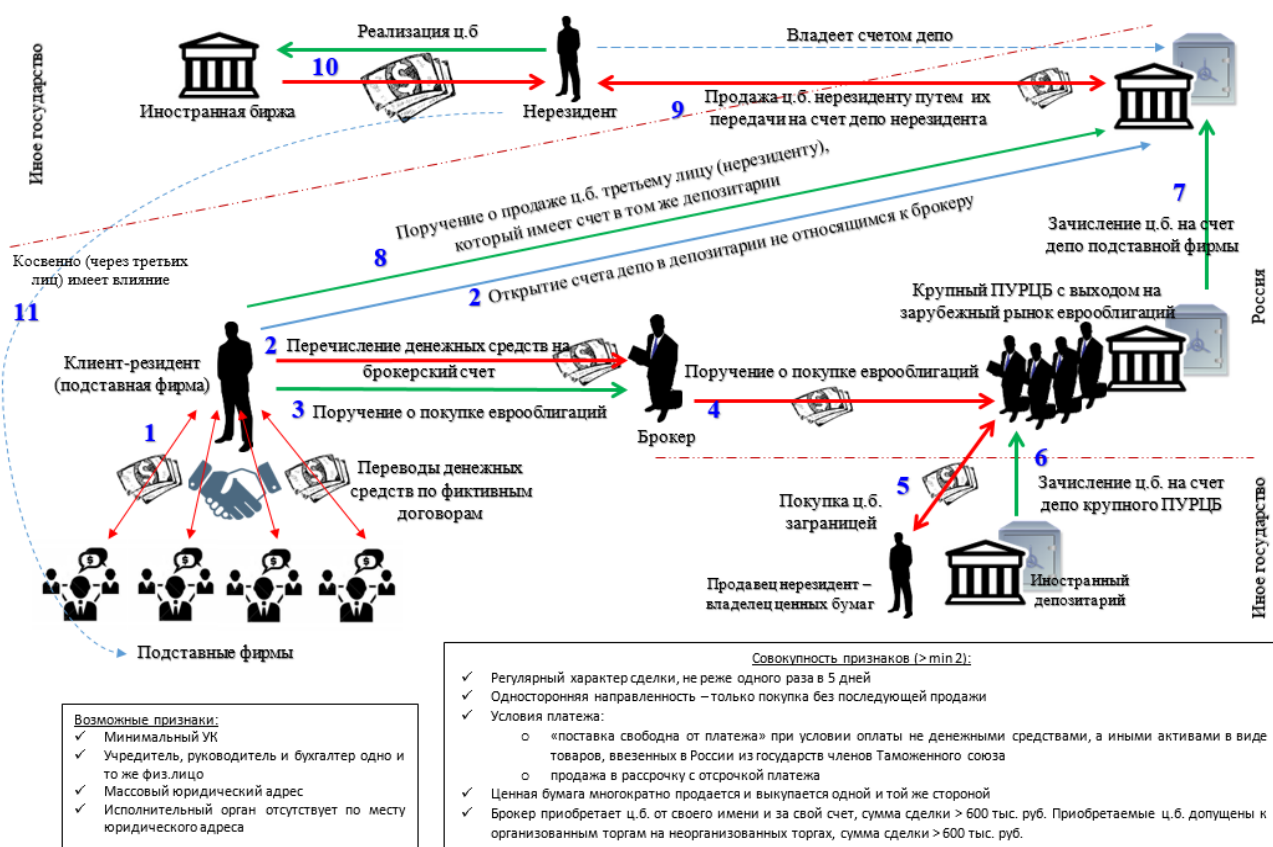 Реализация ц.б
Владеет счетом депо
10
Иностранная биржа
Нерезидент
9
Продажа ц.б. нерезиденту путем их
передачи на счет депо нерезидента
Иное государство
Поручение о продаже ц.б. третьему лицу (нерезиденту),
который имеет счет в том же депозитарии
8
2 Открытие счета депо в депозитарии не относящимся к брокеру
7
Зачисление ц.б. на счет
депо подставной фирмы
Косвенно (через третьих
лиц) имеет влияние
11
Крупный ПУРЦБ с выходом на
зарубежный рынок еврооблигаций
Россия
Клиент-резидент
(подставная фирма)
2 Перечисление денежных средств на
брокерский счет
3 Поручение о покупке еврооблигаций
Поручение о покупке еврооблигаций
4
Брокер
1
Переводы денежных
средств по фиктивным
договорам
5
6
Покупка ц.б.
заграницей
Зачисление ц.б. на счет
депо крупного ПУРЦБ
Продавец нерезидент –
владелец ценных бумаг
Иностранный
депозитарий
Иное государство
$
$
$
$
Подставные фирмы
Возможные признаки:
✓ Минимальный УК
✓ Учредитель, руководитель и бухгалтер одно и
то же физ.лицо
✓ Массовый юридический адрес
✓ Исполнительный орган отсутствует по месту
юридического адреса
Совокупность признаков (> min 2):
✓ Регулярный характер сделки, не реже одного раза в 5 дней
✓ Односторонняя направленность – только покупка без последующей продажи
✓ Условия платежа:
o «поставка свободна от платежа» при условии оплаты не денежными средствами, а иными активами в виде
товаров, ввезенных в России из государств членов Таможенного союза
o продажа в рассрочку с отсрочкой платежа
✓ Ценная бумага многократно продается и выкупается одной и той же стороной
✓ Брокер приобретает ц.б. от своего имени и за свой счет, сумма сделки > 600 тыс. руб. Приобретаемые ц.б. допущены к
организованным торгам на неорганизованных торгах, сумма сделки > 600 тыс. руб.